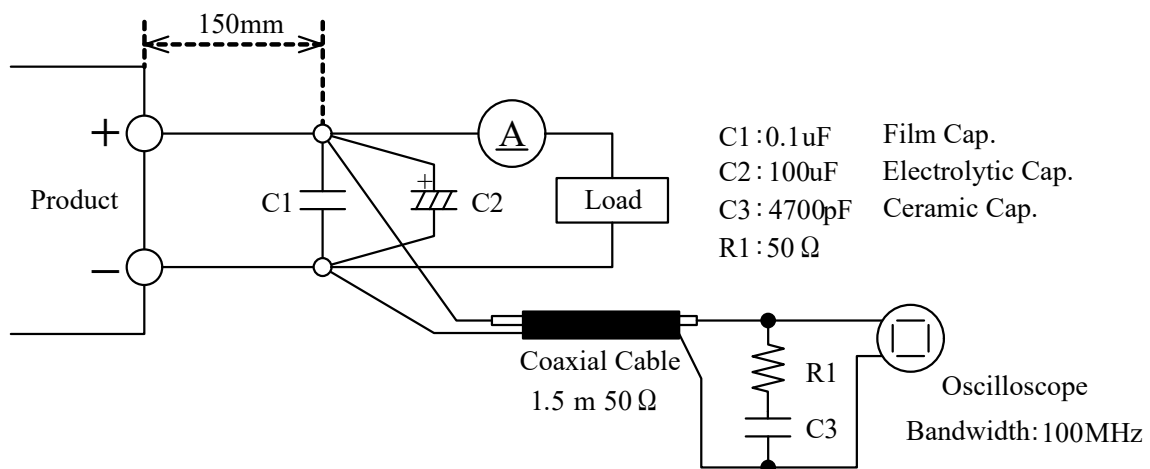 150mm
+
A
C1:0.1uF Film Cap.
C2:100uF Electrolytic Cap.
C3:4700pF Ceramic Cap.
R1:50 Ω
Product
C1
+
C2
Load
−
Coaxial Cable
1.5 m 50 Ω
R1
C3
Oscilloscope
Bandwidth:100MHz